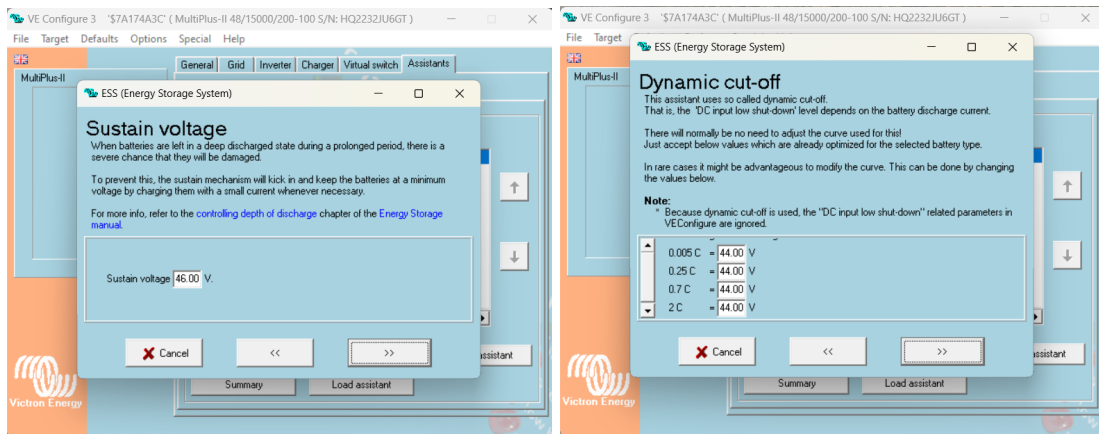 VE Configure 3 '$7A174A3C' ( MultiPlus-II 48/15000/200-100 S/N: HQ2232JU6GT )
File Target Defaults Options Special Help
MultiPlus-II
General Grid Inverter Charger Virtual switch Assistants
ESS (Energy Storage System)
Sustain voltage
When batteries are left in a deep discharged state during a prolonged period, there is a
severe chance that they will be damaged.
To prevent this, the sustain mechanism will kick in and keep the batteries at a minimum
voltage by charging them with a small current whenever necessary.
For more info, refer to the controlling depth of discharge chapter of the Energy Storage
manual.
Sustain voltage 46.00 V.
Cancel << >>
assistant
Summary Load assistant
Victron Energy
VE Configure 3 '$7A174A3C' ( MultiPlus-II 48/15000/200-100 S/N: HQ2232JU6GT )
File Target
MultiPlus-II
ESS (Energy Storage System)
Dynamic cut-off
This assistant uses so called dynamic cut-off.
That is, the 'DC input low shut-down' level depends on the battery discharge current.
There will normally be no need to adjust the curve used for this!
Just accept below values which are already optimized for the selected battery type.
In rare cases it might be advantageous to modify the curve. This can be done by changing
the values below.
Note:
* Because dynamic cut-off is used, the "DC input low shut-down" related parameters in
VEConfigure are ignored.
0.005 C = 44.00 V
0.25 C = 44.00 V
0.7 C = 44.00 V
2 C = 44.00 V
Cancel << >>
assistant
Summary Load assistant
Victron Energy